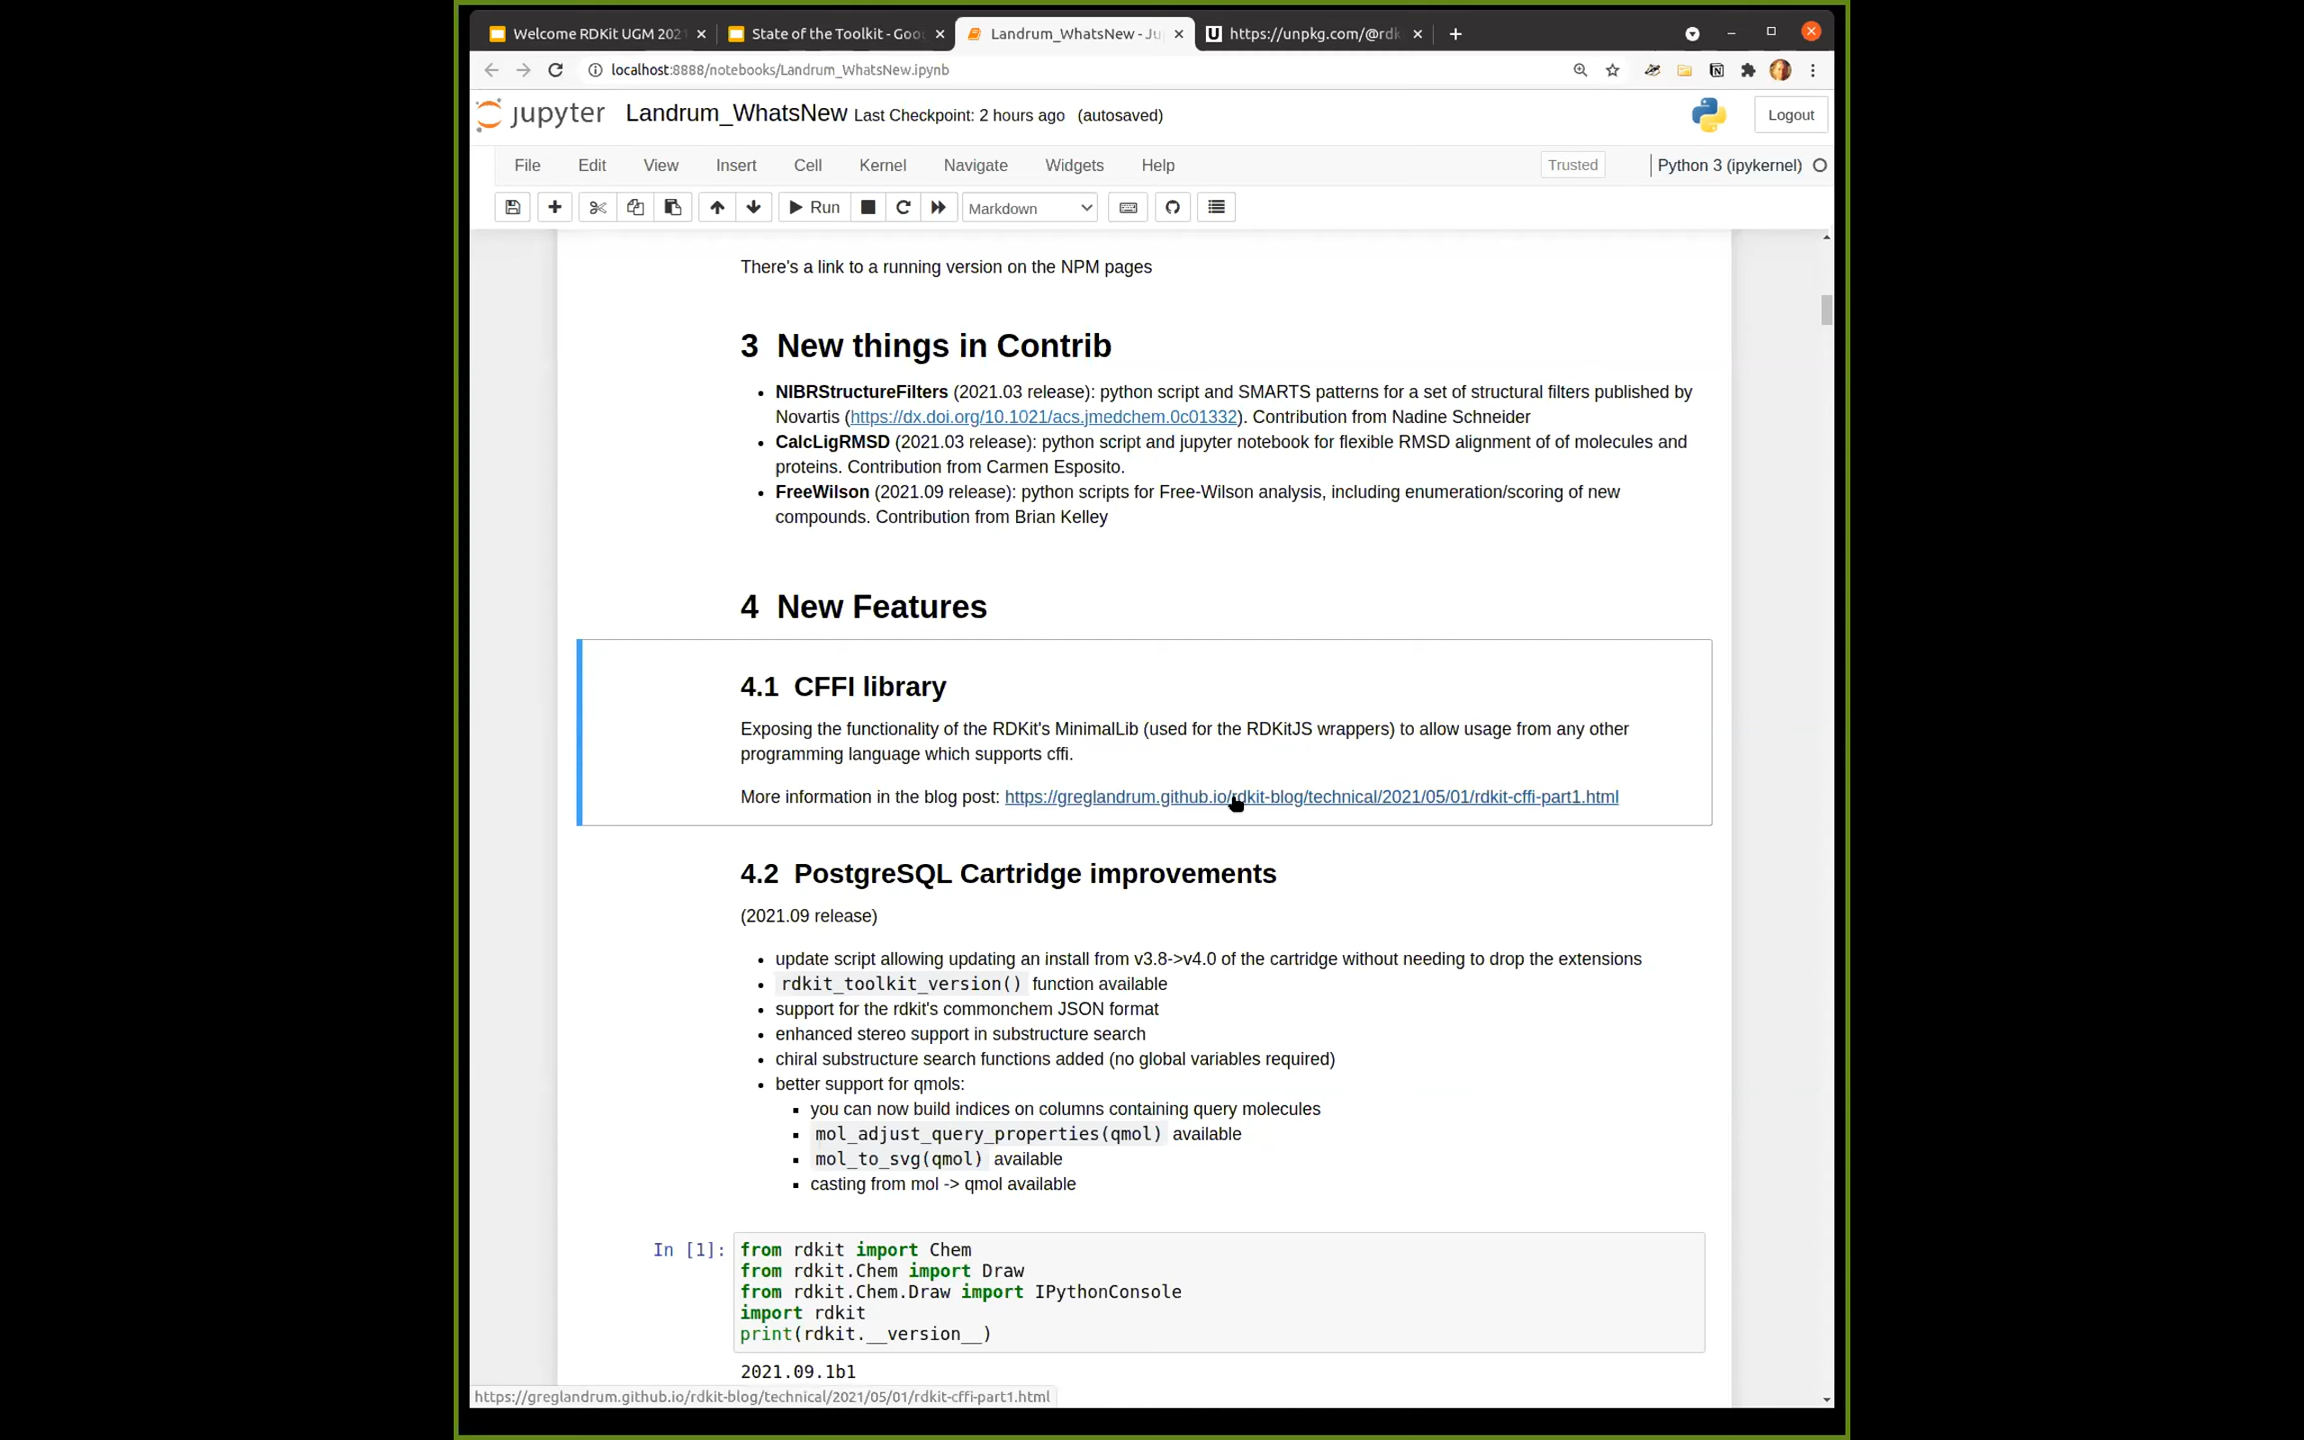 Welcome RDKit UGM 202
State of the Toolkit - Goo
Landrum_WhatsNew - Ju
https://unpkg.com/@rdk
localhost:8888/notebooks/Landrum_WhatsNew.ipynb
jupyter Landrum_WhatsNew Last Checkpoint: 2 hours ago (autosaved)
Logout
File Edit View Insert Cell Kernel Navigate Widgets Help
Trusted
Python 3 (ipykernel)
Run
Markdown
There's a link to a running version on the NPM pages
3 New things in Contrib
• NIBRStructureFilters (2021.03 release): python script and SMARTS patterns for a set of structural filters published by
Novartis (https://dx.doi.org/10.1021/acs.jmedchem.0c01332). Contribution from Nadine Schneider
• CalcLigRMSD (2021.03 release): python script and jupyter notebook for flexible RMSD alignment of of molecules and
proteins. Contribution from Carmen Esposito.
• FreeWilson (2021.09 release): python scripts for Free-Wilson analysis, including enumeration/scoring of new
compounds. Contribution from Brian Kelley
4 New Features
4.1 CFFI library
Exposing the functionality of the RDKit's MinimalLib (used for the RDKitJS wrappers) to allow usage from any other
programming language which supports cffi.
More information in the blog post: https://greglandrum.github.io/rdkit-blog/technical/2021/05/01/rdkit-cffi-part1.html
4.2 PostgreSQL Cartridge improvements
(2021.09 release)
• update script allowing updating an install from v3.8->v4.0 of the cartridge without needing to drop the extensions
• rdkit_toolkit_version() function available
• support for the rdkit's commonchem JSON format
• enhanced stereo support in substructure search
• chiral substructure search functions added (no global variables required)
• better support for qmols:
▪ you can now build indices on columns containing query molecules
▪ mol_adjust_query_properties(qmol) available
▪ mol_to_svg(qmol) available
▪ casting from mol -> qmol available
In [1]: from rdkit import Chem
from rdkit.Chem import Draw
from rdkit.Chem.Draw import IPythonConsole
import rdkit
print(rdkit.__version__)
2021.09.1b1
https://greglandrum.github.io/rdkit-blog/technical/2021/05/01/rdkit-cffi-part1.html